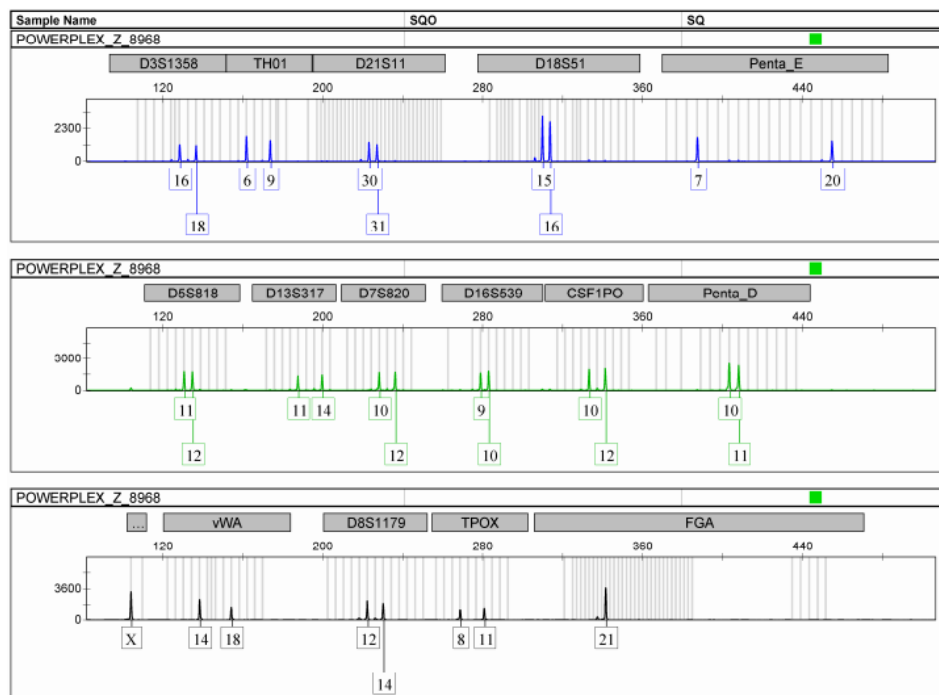 Sample Name SQO SQ
POWERPLEX_Z_8968
D3S1358 TH01 D21S11 D18S51 Penta_E
120 200 280 360 440
2300
0
16 6 9 30 15 7 20
18 31 16
POWERPLEX_Z_8968
D5S818 D13S317 D7S820 D16S539 CSF1PO Penta_D
120 200 280 360 440
3000
0
11 11 14 10 9 10 10
12 12 10 12 11
POWERPLEX_Z_8968
... vWA D8S1179 TPOX FGA
120 200 280 360 440
3600
0
X 14 18 12 8 11 21
14